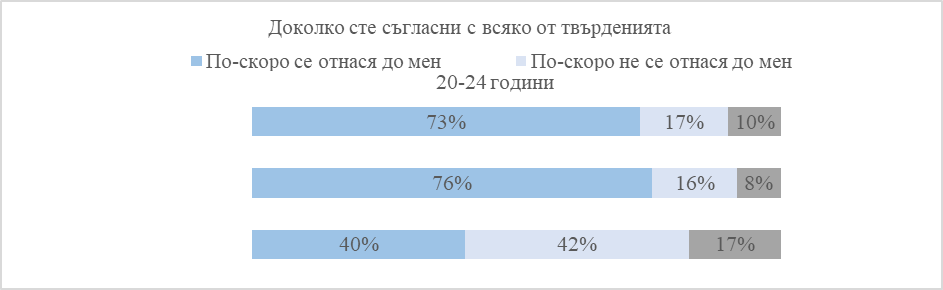 Доколко сте съгласни с всяко от твърденията
По-скоро се отнася до мен По-скоро не се отнася до мен
20-24 години
73% 17% 10%
76% 16% 8%
40% 42% 17%